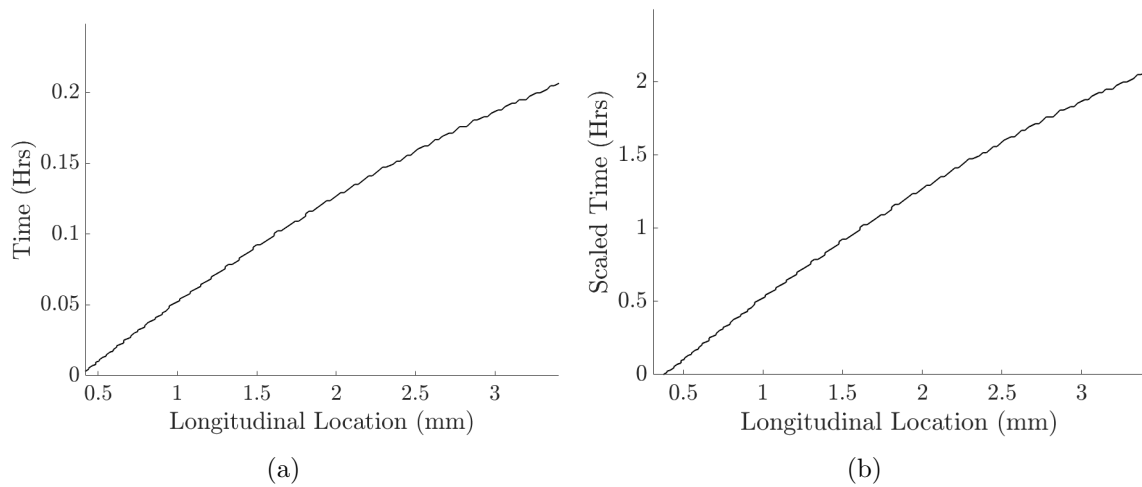 Time (Hrs)
0.2
0.15
0.1
0.05
0
0.5 1 1.5 2 2.5 3
Longitudinal Location (mm)
(a)
Scaled Time (Hrs)
2
1.5
1
0.5
0
0.5 1 1.5 2 2.5 3
Longitudinal Location (mm)
(b)